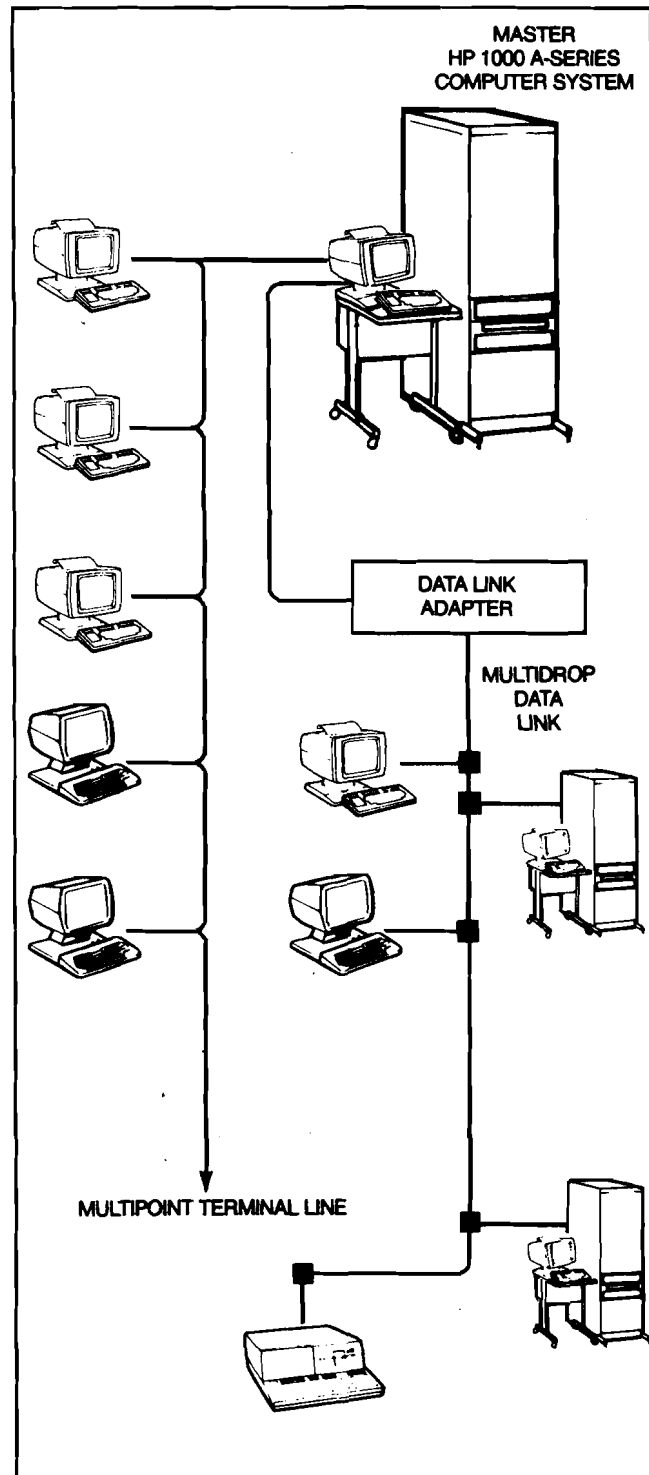 MASTER
HP 1000 A-SERIES
COMPUTER SYSTEM
DATA LINK
ADAPTER
MULTIDROP
DATA
LINK
MULTIPOINT TERMINAL LINE